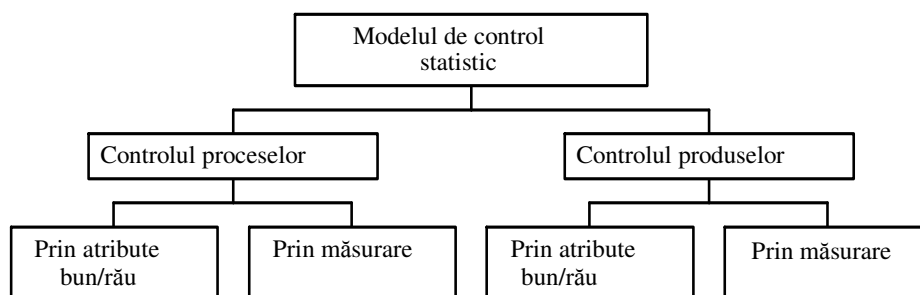 Modelul de control
statistic
Controlul proceselor
Controlul produselor
Prin atribute
bun/rău
Prin măsurare
Prin atribute
bun/rău
Prin măsurare